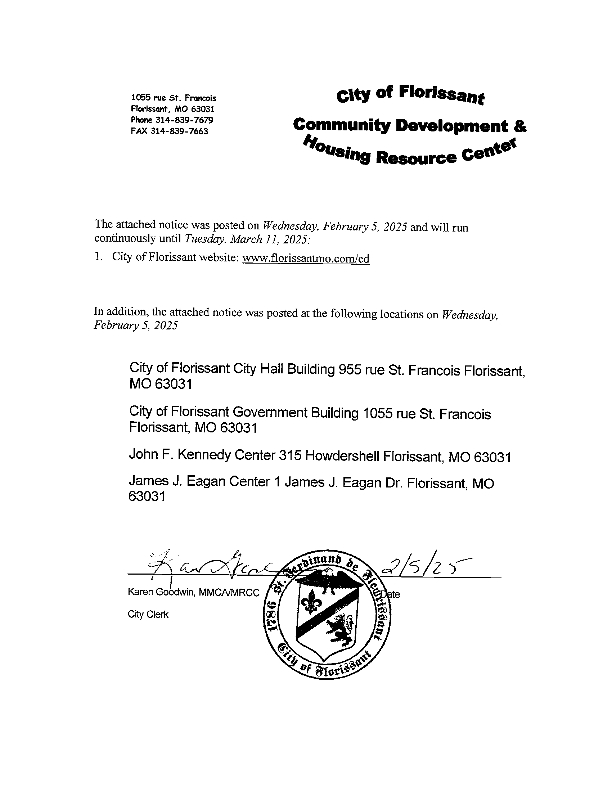 1055 rue St. Francois
Florissant, MO 63031
Phone 314-839-7679
FAX 314-839-7663
City of Florissant
Community Development &
Housing Resource Center
The attached notice was posted on Wednesday, February 5, 2025 and will run
continuously until Tuesday, March 11, 2025:
1. City of Florissant website: www.florissantmo.com/cd
In addition, the attached notice was posted at the following locations on Wednesday,
February 5, 2025
City of Florissant City Hall Building 955 rue St. Francois Florissant,
MO 63031
City of Florissant Government Building 1055 rue St. Francois
Florissant, MO 63031
John F. Kennedy Center 315 Howdershell Florissant, MO 63031
James J. Eagan Center 1 James J. Eagan Dr. Florissant, MO
63031
2/5/25
Karen Goodwin, MMC/MRCC
Date
City Clerk
1786 St. Ferdinand de Fleurissant
City of Florissant